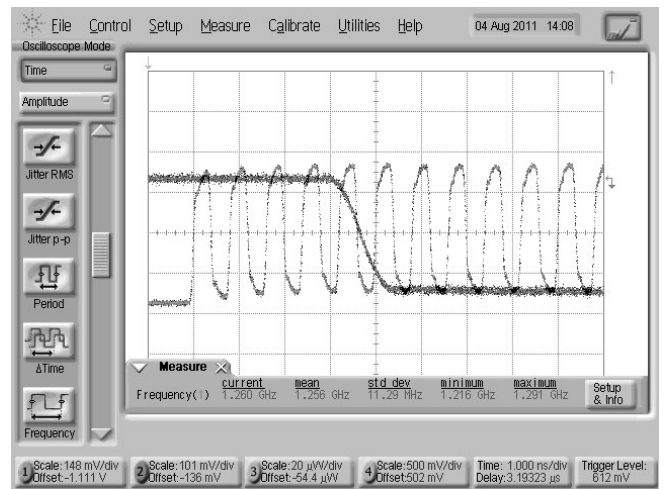 File Control Setup Measure Calibrate Utilities Help 04 Aug 2011 14:08
Oscilloscope Mode
Time
Amplitude
Jitter RMS
Jitter p-p
Period
ΔTime
Frequency
Measure
current mean std dev minimum maximum
Frequency(1) 1.260 GHz 1.256 GHz 11.29 MHz 1.216 GHz 1.291 GHz
Setup & Info
1 Scale:148 mV/div Offset:-1.111 V
2 Scale:101 mV/div Offset:-136 mV
3 Scale:20 µW/div Offset:-54.4 µW
4 Scale:500 mV/div Offset:502 mV
Time: 1.000 ns/div Delay:3.19323 µs
Trigger Level: 612 mV